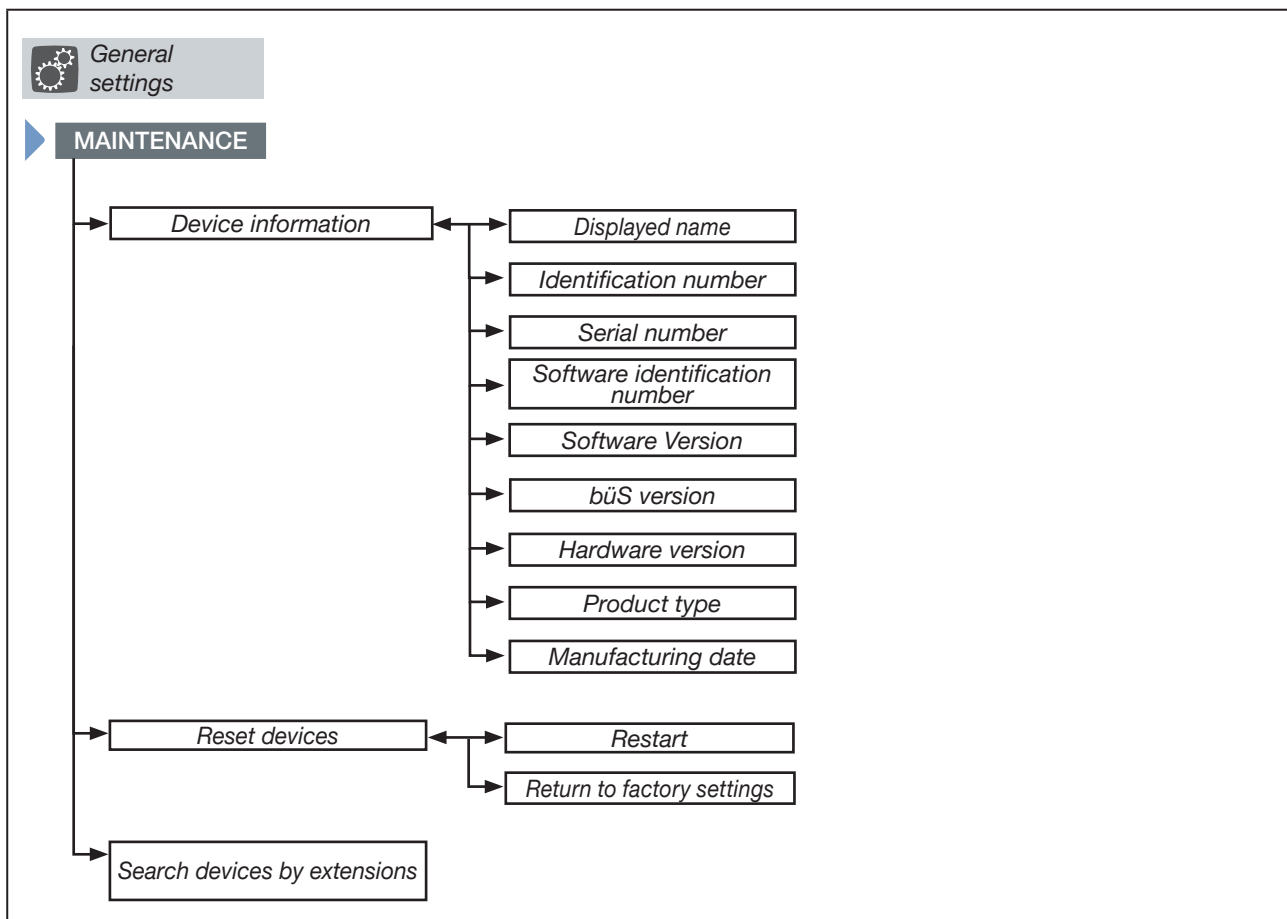 General
settings
MAINTENANCE
Device information
Displayed name
Identification number
Serial number
Software identification
number
Software Version
büS version
Hardware version
Product type
Manufacturing date
Reset devices
Restart
Return to factory settings
Search devices by extensions